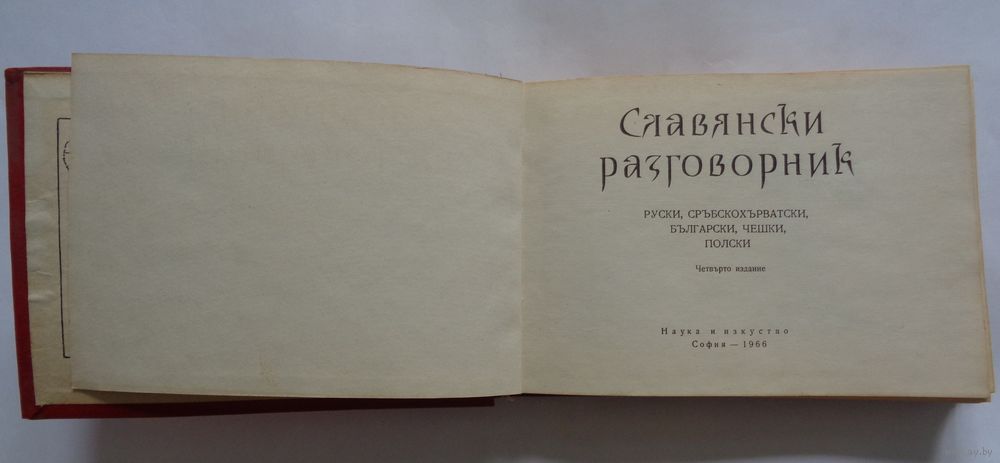 Славянски
разговорник
РУСКИ, СРЪБСКОХЪРВАТСКИ,
БЪЛГАРСКИ, ЧЕШКИ,
ПОЛСКИ
Четвърто издание
Наука и изкуство
София — 1966